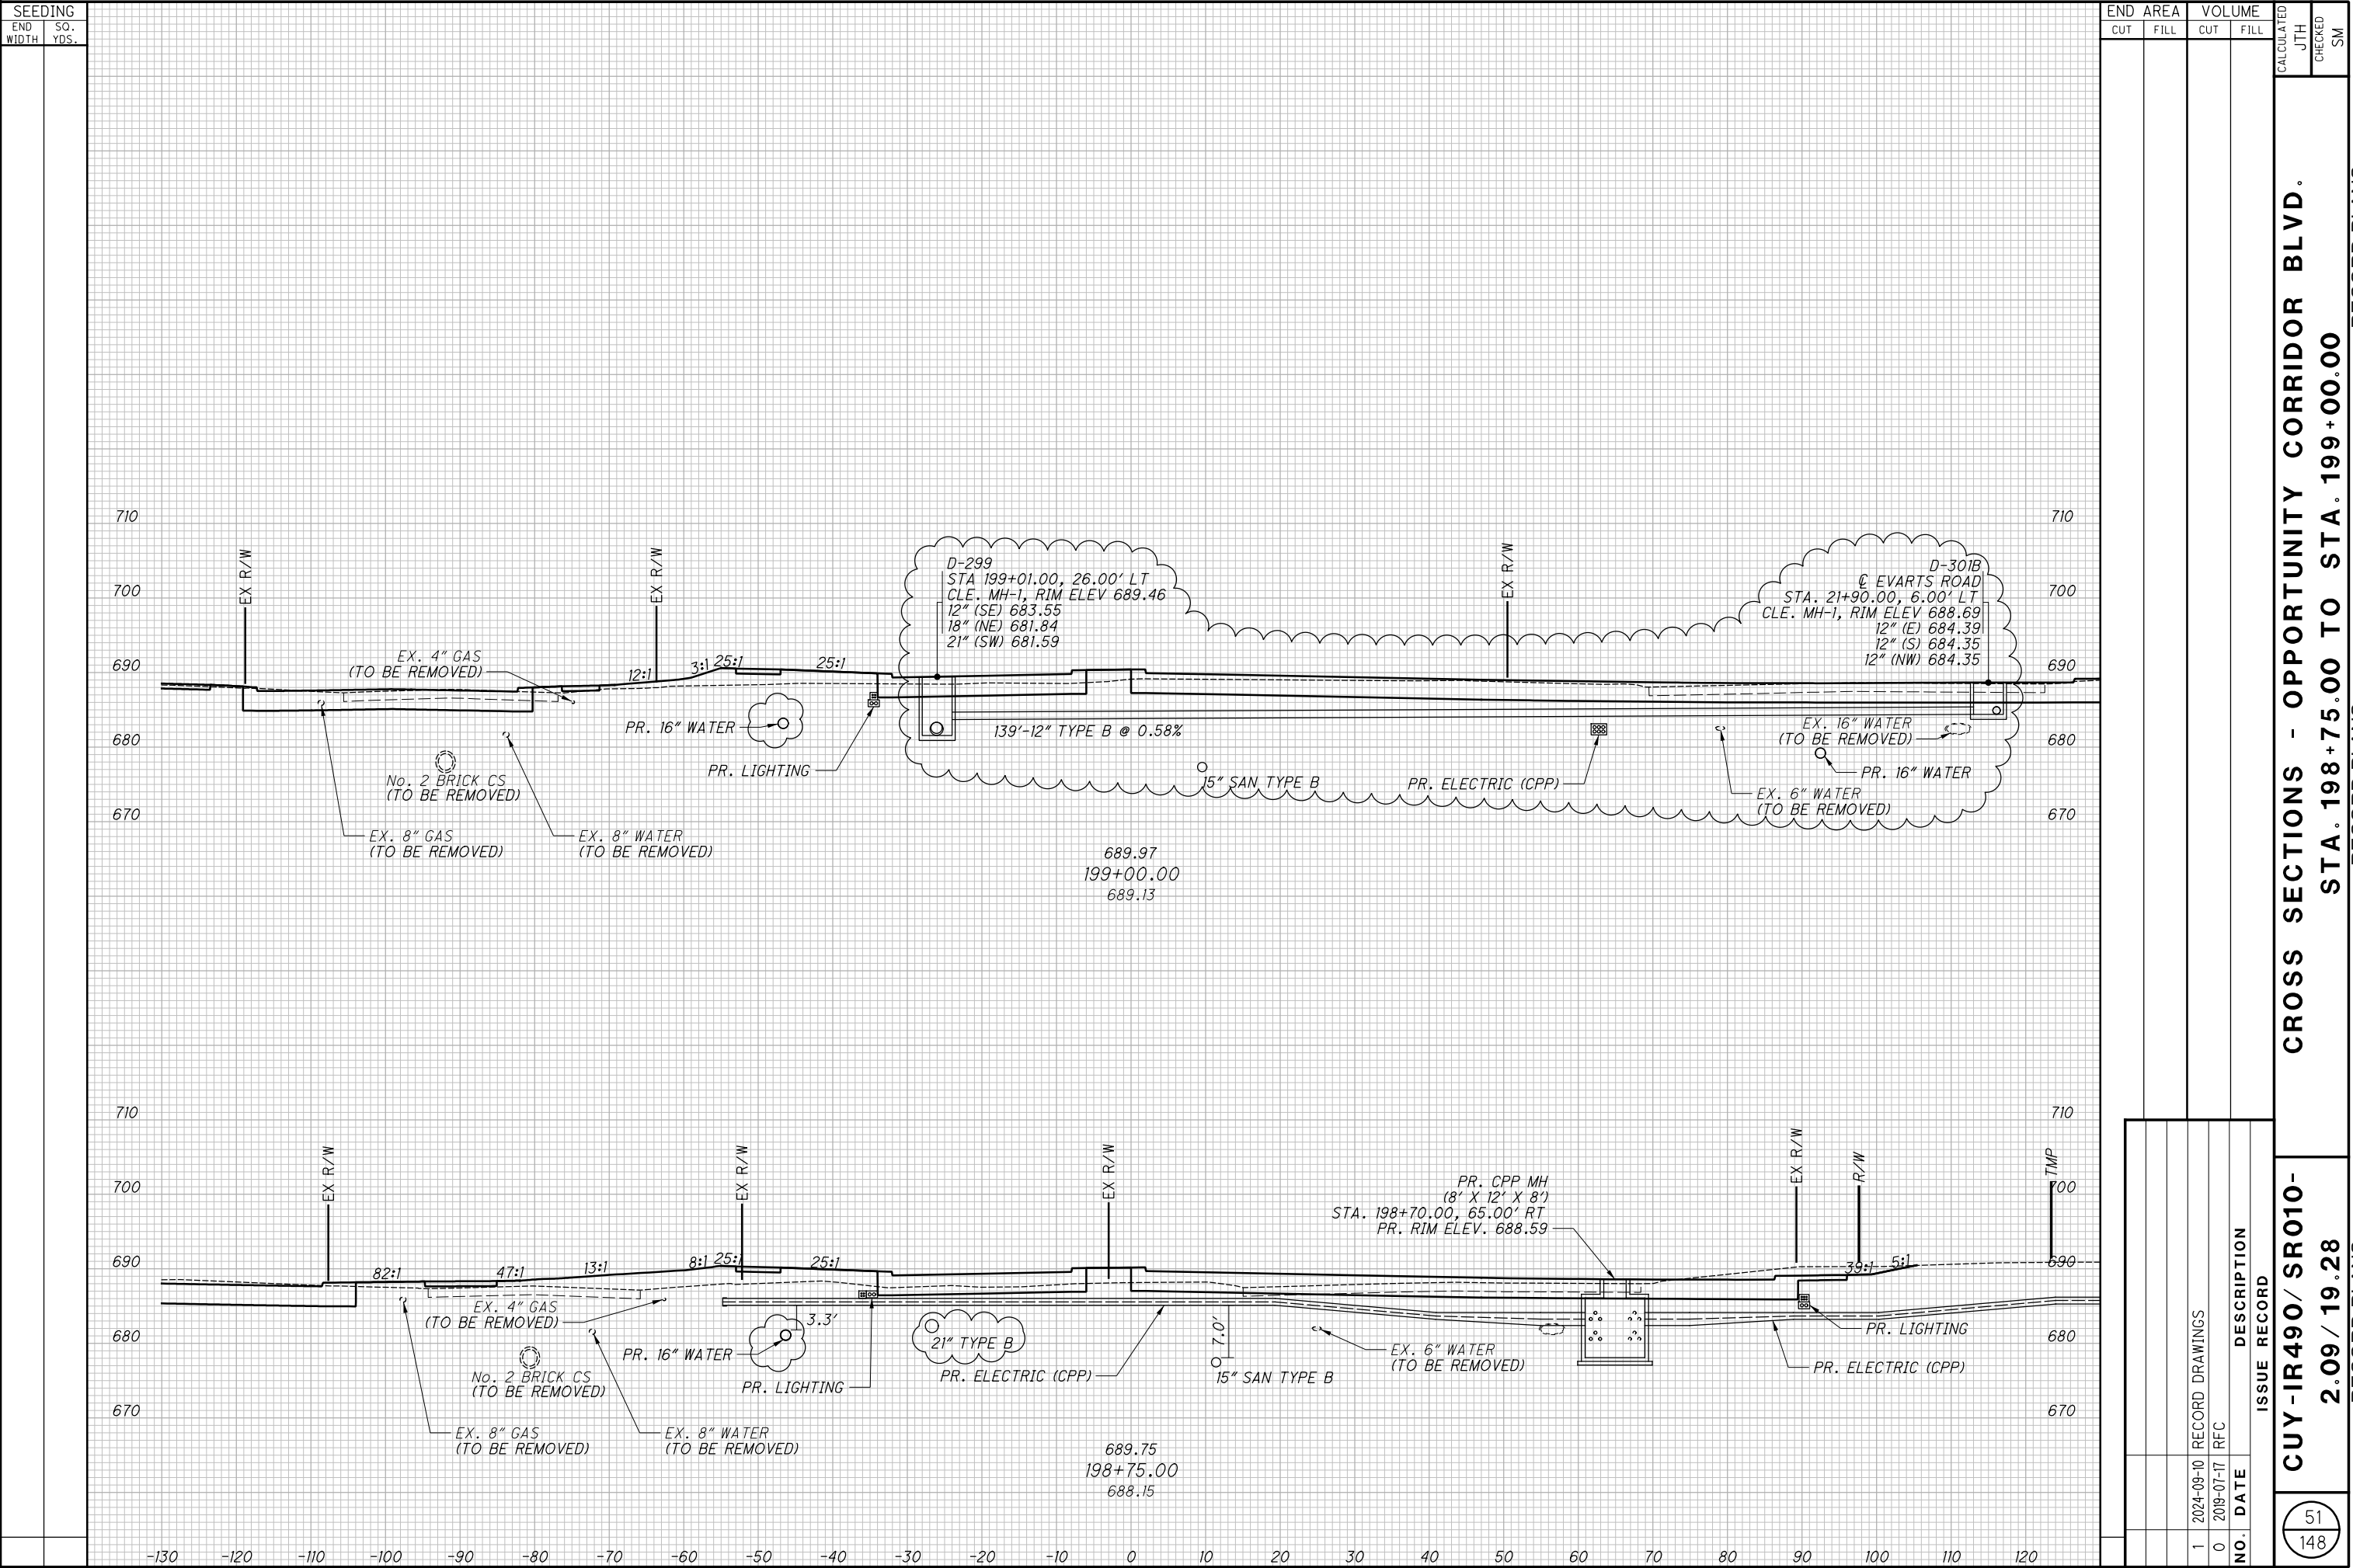 SEEDING
END WIDTH
SQ. YDS.
END AREA
VOLUME
CUT
FILL
CUT
FILL
CALCULATED
JTH
CHECKED
SM
710
710
700
700
690
690
680
680
670
670
EX R/W
EX R/W
EX R/W
D-299
STA 199+01.00, 26.00' LT
CLE. MH-1, RIM ELEV 689.46
12" (SE) 683.55
18" (NE) 681.84
21" (SW) 681.59
D-301B
℄ EVARTS ROAD
STA. 21+90.00, 6.00' LT
CLE. MH-1, RIM ELEV 688.69
12" (E) 684.39
12" (S) 684.35
12" (NW) 684.35
EX. 4" GAS
(TO BE REMOVED)
12:1
3:1
25:1
25:1
PR. 16" WATER
PR. LIGHTING
139'-12" TYPE B @ 0.58%
15" SAN TYPE B
PR. ELECTRIC (CPP)
EX. 16" WATER
(TO BE REMOVED)
PR. 16" WATER
EX. 6" WATER
(TO BE REMOVED)
No. 2 BRICK CS
(TO BE REMOVED)
EX. 8" GAS
(TO BE REMOVED)
EX. 8" WATER
(TO BE REMOVED)
689.97
199+00.00
689.13
710
710
700
700
690
690
680
680
670
670
EX R/W
EX R/W
EX R/W
EX R/W
R/W
TMP
PR. CPP MH
(8' X 12' X 8')
STA. 198+70.00, 65.00' RT
PR. RIM ELEV. 688.59
82:1
47:1
13:1
8:1
25:1
25:1
39:1
5:1
EX. 4" GAS
(TO BE REMOVED)
3.3'
7.0'
PR. 16" WATER
21" TYPE B
PR. LIGHTING
PR. ELECTRIC (CPP)
15" SAN TYPE B
EX. 6" WATER
(TO BE REMOVED)
PR. LIGHTING
PR. ELECTRIC (CPP)
No. 2 BRICK CS
(TO BE REMOVED)
EX. 8" GAS
(TO BE REMOVED)
EX. 8" WATER
(TO BE REMOVED)
689.75
198+75.00
688.15
-130 -120 -110 -100 -90 -80 -70 -60 -50 -40 -30 -20 -10 0 10 20 30 40 50 60 70 80 90 100 110 120
CROSS SECTIONS - OPPORTUNITY CORRIDOR BLVD.
STA. 198+75.00 TO STA. 199+00.00
CUY-IR490/SR010-
2.09/19.28
1 2024-09-10 RECORD DRAWINGS
0 2019-07-17 RFC
NO. DATE DESCRIPTION
ISSUE RECORD
51
148